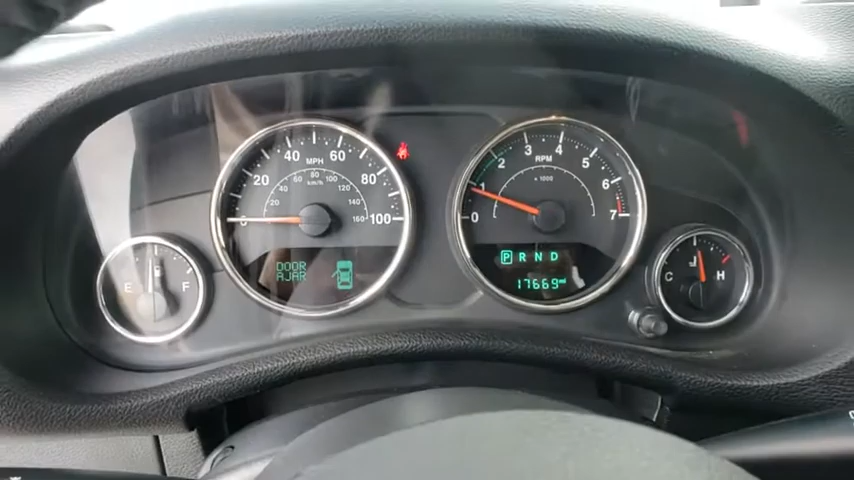 20 40 60 80 100
MPH
km/h
20 40 60 80 100 120 140 160
DOOR
AJAR
0 1 2 3 4 5 6 7
RPM
x 1000
P R N D
17669 mi
E F
C H